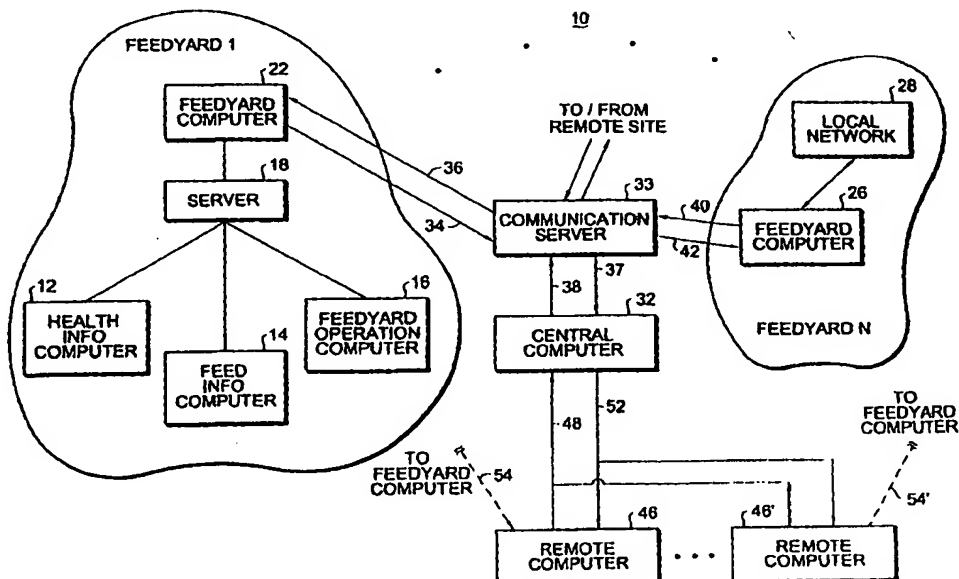 10
FEEDYARD 1
22
FEEDYARD
COMPUTER
18
SERVER
36
34
12
HEALTH
INFO
COMPUTER
14
FEED
INFO
COMPUTER
16
FEEDYARD
OPERATION
COMPUTER
TO / FROM
REMOTE SITE
33
COMMUNICATION
SERVER
40
42
28
LOCAL
NETWORK
26
FEEDYARD
COMPUTER
FEEDYARD N
38
37
32
CENTRAL
COMPUTER
48
52
TO
FEEDYARD
COMPUTER
54
TO
FEEDYARD
COMPUTER
54'
46
REMOTE
COMPUTER
46'
REMOTE
COMPUTER